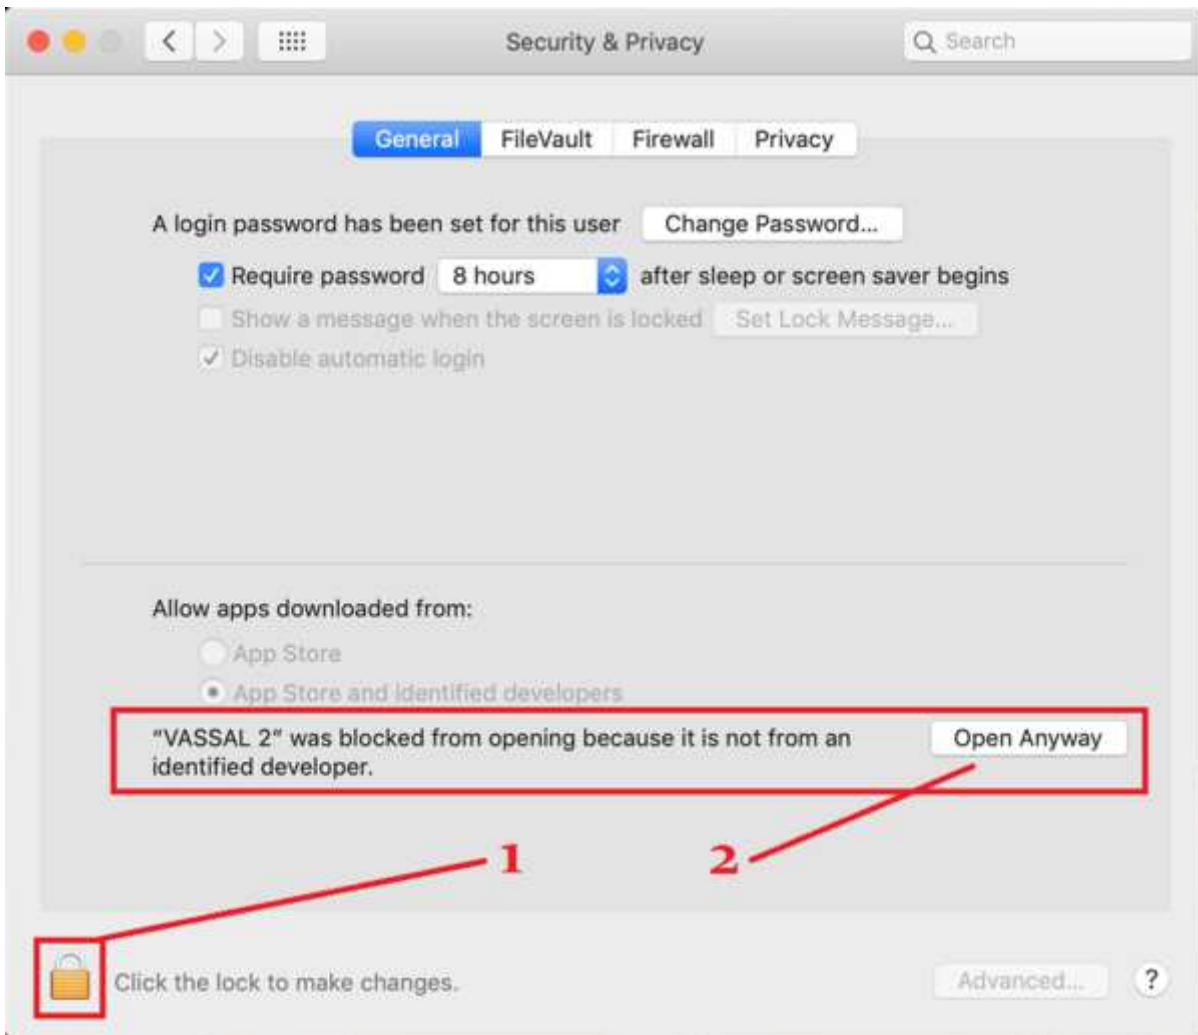 Security & Privacy
Search
General FileVault Firewall Privacy
A login password has been set for this user Change Password...
Require password 8 hours after sleep or screen saver begins
Show a message when the screen is locked Set Lock Message...
Disable automatic login
Allow apps downloaded from:
App Store
App Store and identified developers
“VASSAL 2” was blocked from opening because it is not from an Open Anyway
identified developer.
1 2
Click the lock to make changes. Advanced... ?